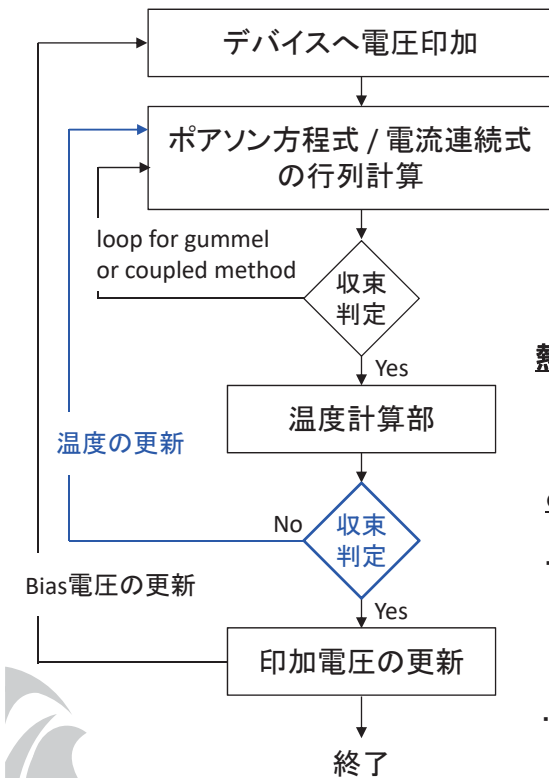 デバイスへ電圧印加
ポアソン方程式 / 電流連続式
の行列計算
loop for gummel
or coupled method
収束
判定
Yes
温度計算部
温度の更新
No
収束
判定
Bias電圧の更新
Yes
印加電圧の更新
終了